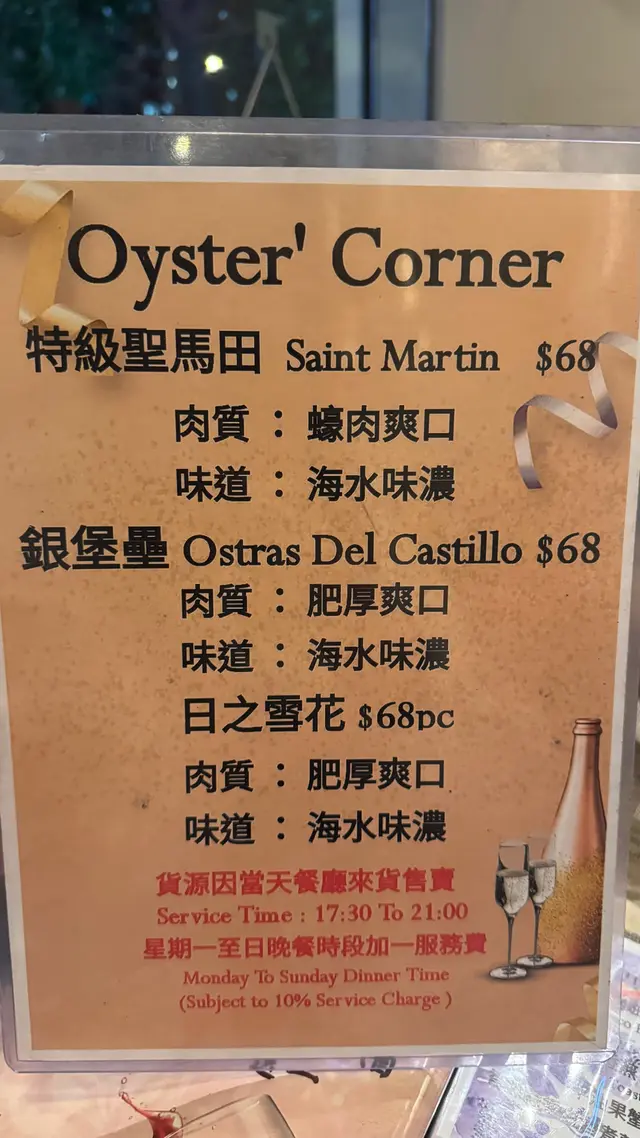 Oyster' Corner
特級聖馬田 Saint Martin $68
肉質 : 蠔肉爽口
味道 : 海水味濃
銀堡壘 Ostras Del Castillo $68
肉質 : 肥厚爽口
味道 : 海水味濃
日之雪花 $68pc
肉質 : 肥厚爽口
味道 : 海水味濃
貨源因當天餐廳來貨售賣
Service Time : 17:30 To 21:00
星期一至日晚餐時段加一服務費
Monday To Sunday Dinner Time
(Subject to 10% Service Charge )